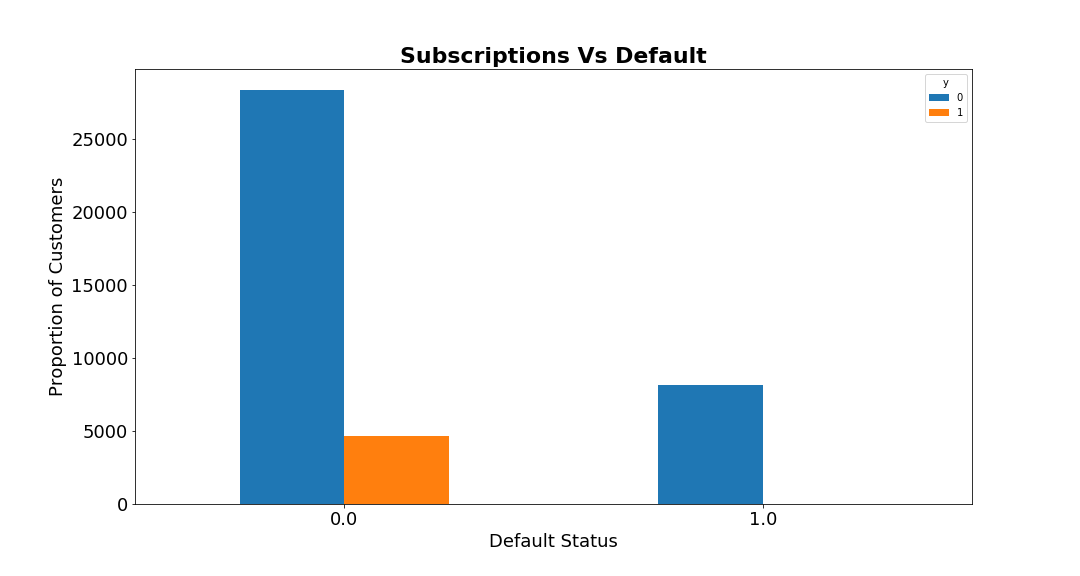 Subscriptions Vs Default
y
0
1
Proportion of Customers
25000
20000
15000
10000
5000
0
0.0
1.0
Default Status